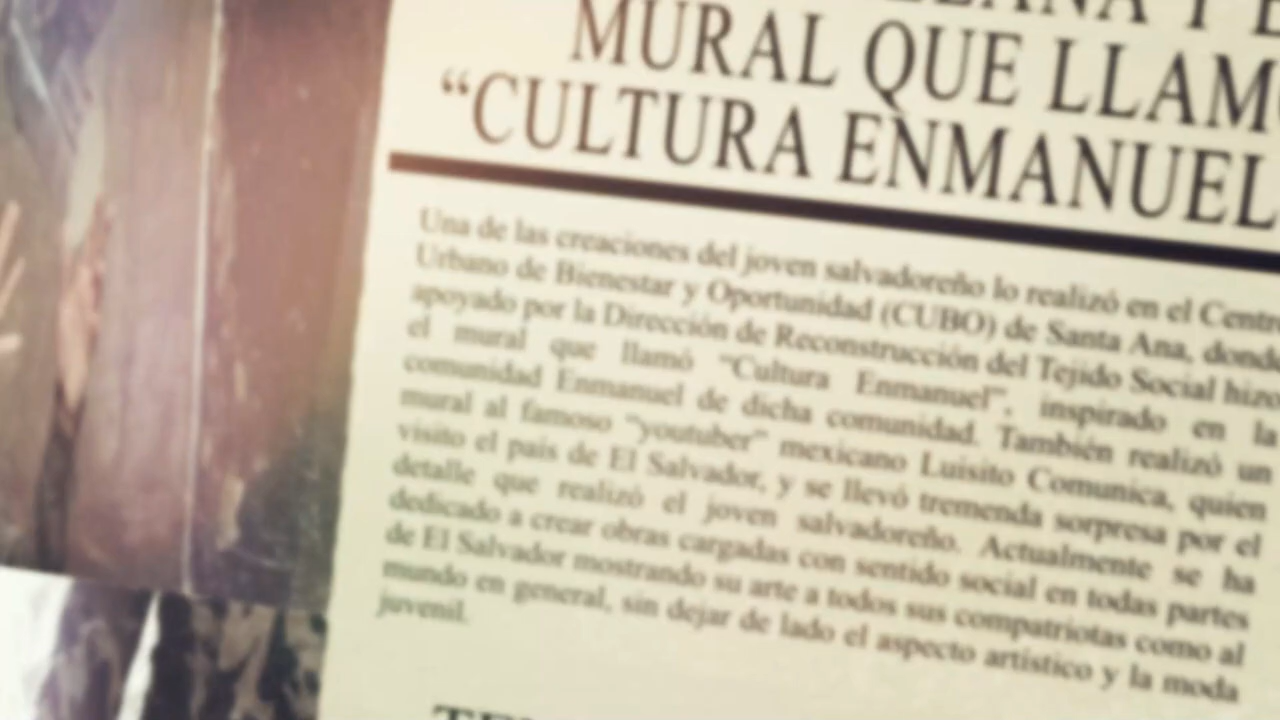 MURAL QUE LLAM
“CULTURA ENMANUEL
Una de las creaciones del joven salvadoreño lo realizó en el Centro
Urbano de Bienestar y Oportunidad (CUBO) de Santa Ana, donde
apoyado por la Dirección de Reconstrucción del Tejido Social hizo
el mural que llamó “Cultura Enmanuel”, inspirado en la
comunidad Enmanuel de dicha comunidad. También realizó un
mural al famoso “youtuber” mexicano Luisito Comunica, quien
visito el país de El Salvador, y se llevó tremenda sorpresa por el
detalle que realizó el joven salvadoreño. Actualmente se ha
dedicado a crear obras cargadas con sentido social en todas partes
de El Salvador mostrando su arte a todos sus compatriotas como al
mundo en general, sin dejar de lado el aspecto artístico y la moda
juvenil.